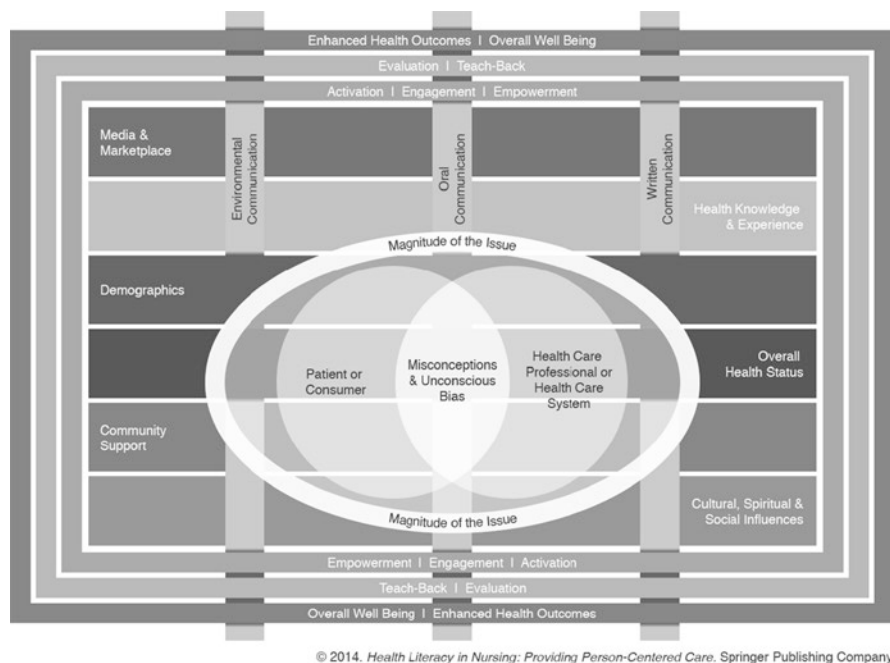 Enhanced Health Outcomes | Overall Well Being
Evaluation | Teach-Back
Activation | Engagement | Empowerment
Media &
Marketplace
Environmental
Communication
Oral
Communication
Written
Communication
Health Knowledge
& Experience
Magnitude of the Issue
Demographics
Patient or
Consumer
Misconceptions
& Unconscious
Bias
Health Care
Professional or
Health Care
System
Overall
Health Status
Community
Support
Cultural, Spiritual &
Social Influences
Magnitude of the Issue
Empowerment | Engagement | Activation
Teach-Back | Evaluation
Overall Well Being | Enhanced Health Outcomes
© 2014. Health Literacy in Nursing: Providing Person-Centered Care. Springer Publishing Company